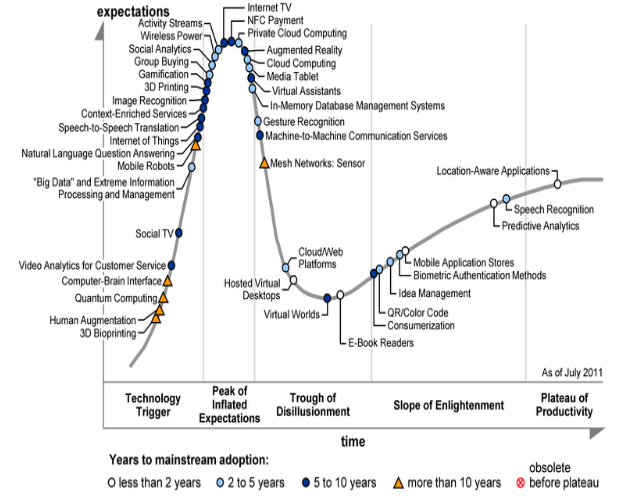 expectations
Internet TV
NFC Payment
Activity Streams
Wireless Power
Private Cloud Computing
Social Analytics
Augmented Reality
Group Buying
Cloud Computing
Gamification
Media Tablet
3D Printing
Virtual Assistants
Image Recognition
In-Memory Database Management Systems
Context-Enriched Services
Gesture Recognition
Speech-to-Speech Translation
Machine-to-Machine Communication Services
Internet of Things
Natural Language Question Answering
Mesh Networks: Sensor
Mobile Robots
Location-Aware Applications
"Big Data" and Extreme Information
Processing and Management
Speech Recognition
Predictive Analytics
Social TV
Cloud/Web
Platforms
Mobile Application Stores
Video Analytics for Customer Service
Biometric Authentication Methods
Computer-Brain Interface
Hosted Virtual
Desktops
Idea Management
Quantum Computing
Virtual Worlds
QR/Color Code
Human Augmentation
Consumerization
3D Bioprinting
E-Book Readers
As of July 2011
Technology
Trigger
Peak of
Inflated
Expectations
Trough of
Disillusionment
Slope of Enlightenment
Plateau of
Productivity
time
Years to mainstream adoption:
less than 2 years
2 to 5 years
5 to 10 years
more than 10 years
obsolete
before plateau